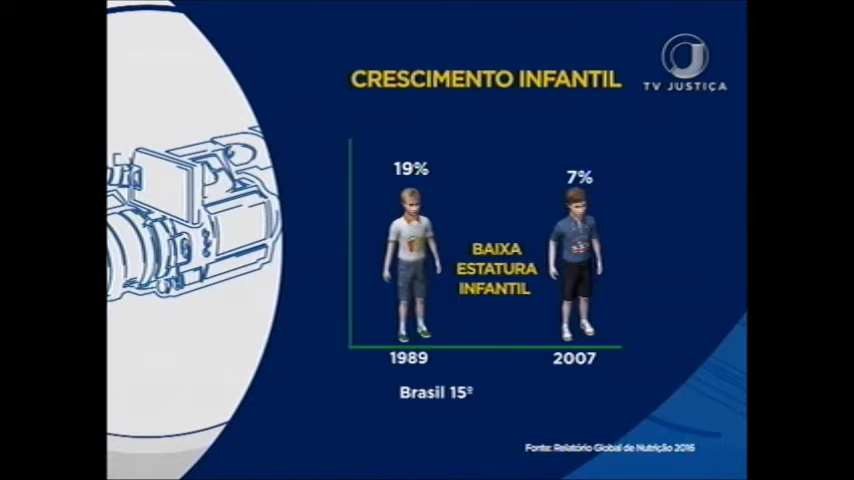 CRESCIMENTO INFANTIL
TV JUSTIÇA
19%
7%
BAIXA
ESTATURA
INFANTIL
1989
2007
Brasil 15º
Fonte: Relatório Global de Nutrição 2016